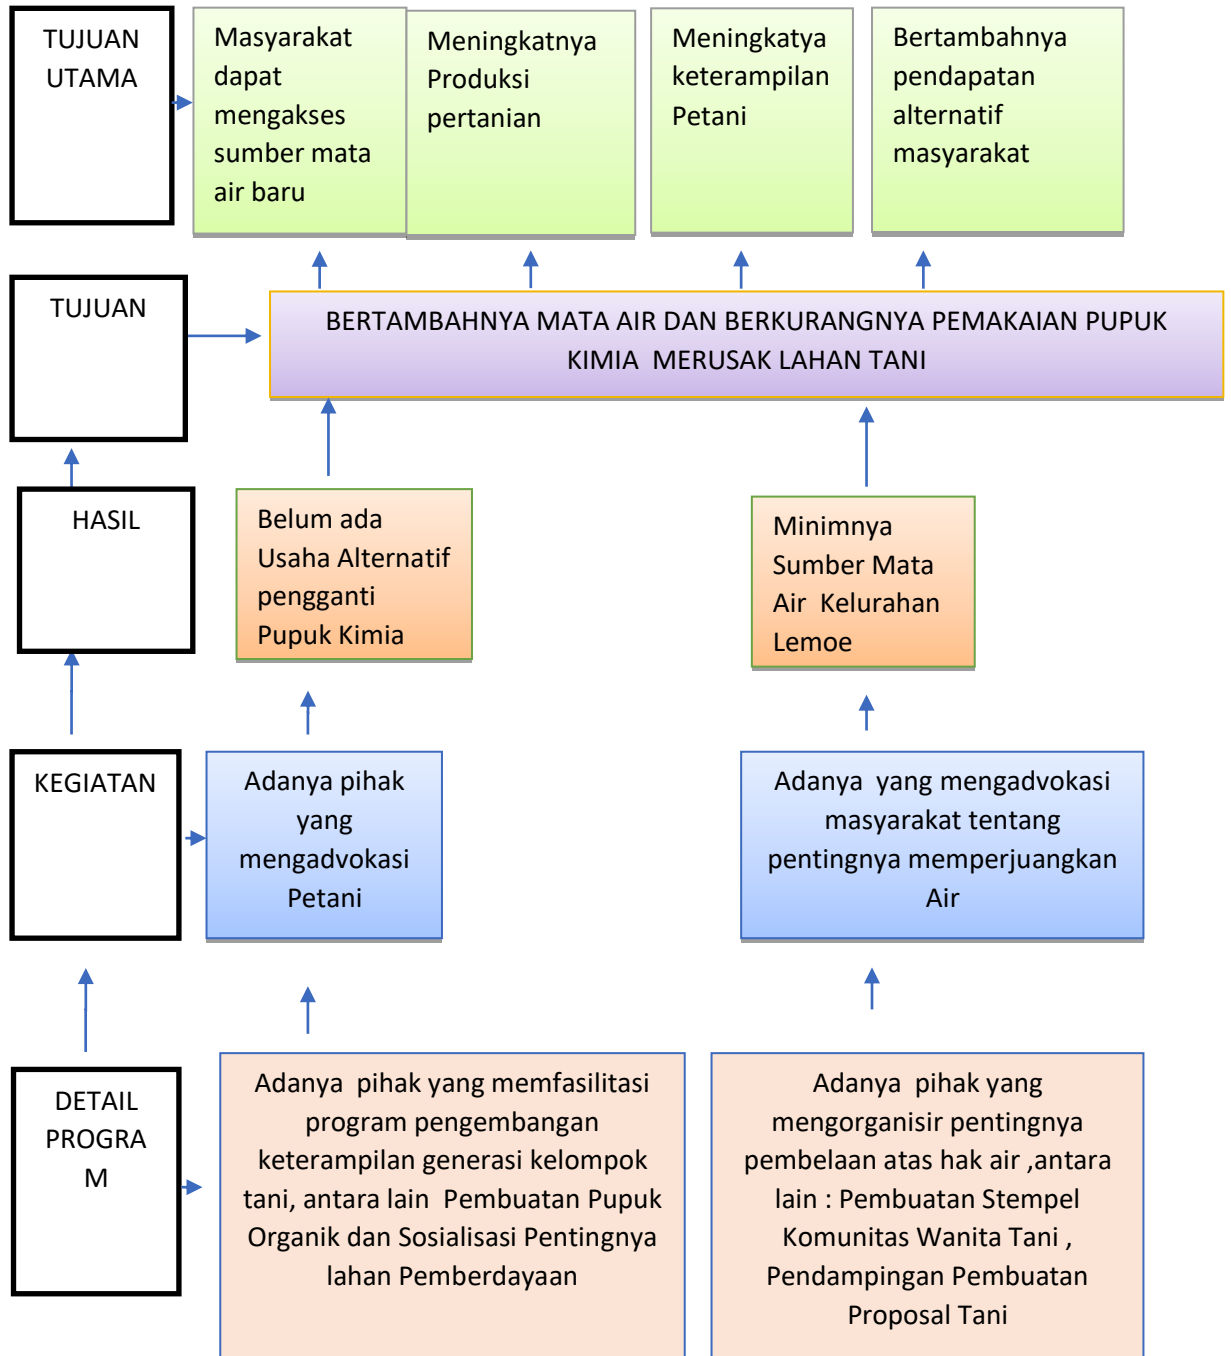 TUJUAN
UTAMA
Masyarakat
dapat
mengakses
sumber mata
air baru
Meningkatnya
Produksi
pertanian
Meningkatya
keterampilan
Petani
Bertambahnya
pendapatan
alternatif
masyarakat
TUJUAN
BERTAMBAHNYA MATA AIR DAN BERKURANGNYA PEMAKAIAN PUPUK
KIMIA  MERUSAK LAHAN TANI
HASIL
Belum ada
Usaha Alternatif
pengganti
Pupuk Kimia
Minimnya
Sumber Mata
Air  Kelurahan
Lemoe
KEGIATAN
Adanya pihak
yang
mengadvokasi
Petani
Adanya  yang mengadvokasi
masyarakat tentang
pentingnya memperjuangkan
Air
DETAIL
PROGRA
M
Adanya  pihak yang memfasilitasi
program pengembangan
keterampilan generasi kelompok
tani, antara lain  Pembuatan Pupuk
Organik dan Sosialisasi Pentingnya
lahan Pemberdayaan
Adanya  pihak yang
mengorganisir pentingnya
pembelaan atas hak air ,antara
lain : Pembuatan Stempel
Komunitas Wanita Tani ,
Pendampingan Pembuatan
Proposal Tani